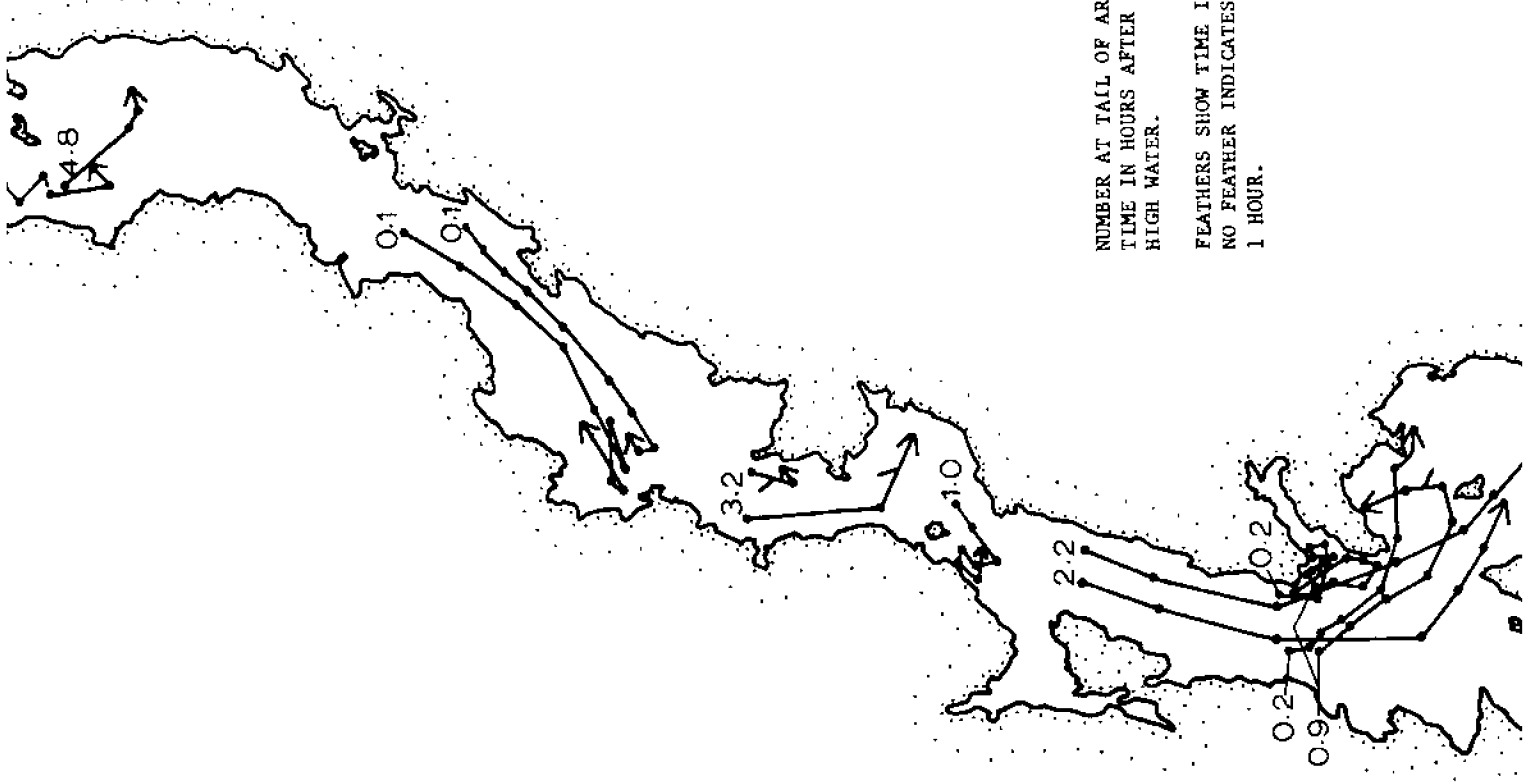 NUMBER AT TAIL OF
TIME IN HOURS AFTER
HIGH WATER.
FEATHERS SHOW TIME
NO FEATHER INDICATES
1 HOUR.
4·8
0·1
0·1
3·2
1·0
2·2
2·2
0·2
0·2
0·9